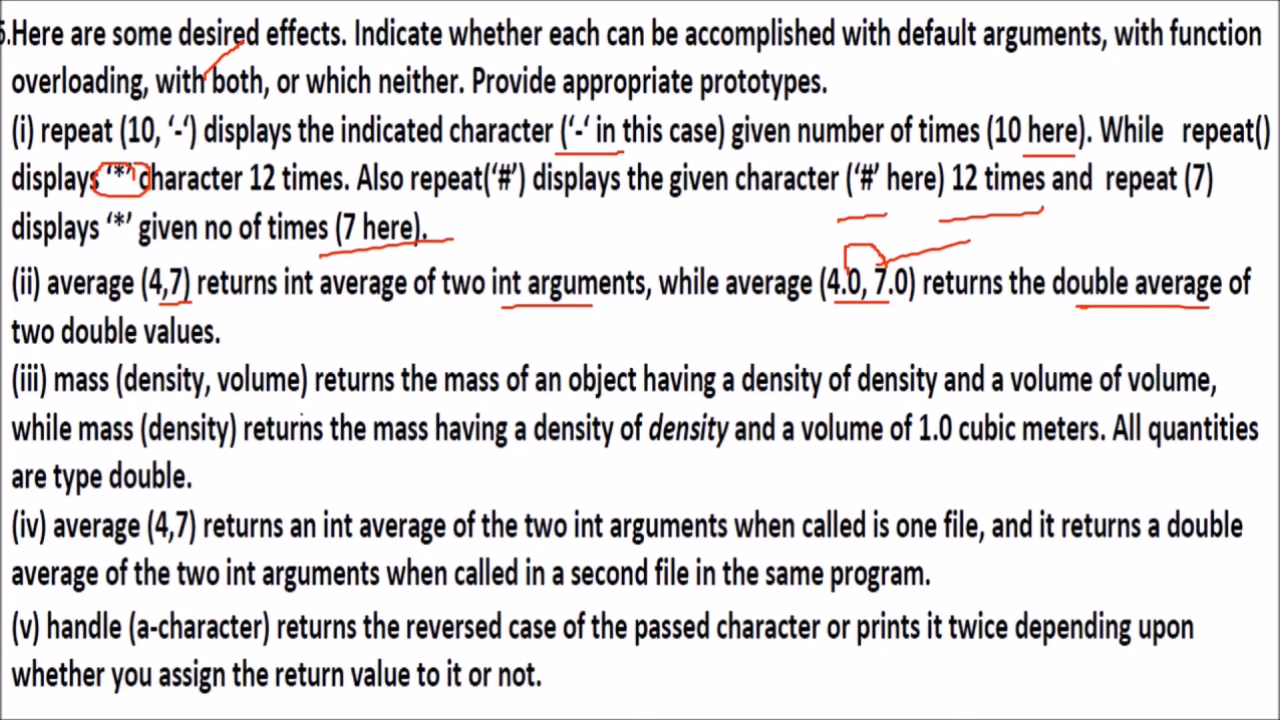 5.Here are some desired effects. Indicate whether each can be accomplished with default arguments, with function
overloading, with both, or which neither. Provide appropriate prototypes.
(i) repeat (10, ‘-‘) displays the indicated character (‘-‘ in this case) given number of times (10 here). While repeat()
displays ‘*’ character 12 times. Also repeat(‘#’) displays the given character (‘#’ here) 12 times and repeat (7)
displays ‘*’ given no of times (7 here).
(ii) average (4,7) returns int average of two int arguments, while average (4.0, 7.0) returns the double average of
two double values.
(iii) mass (density, volume) returns the mass of an object having a density of density and a volume of volume,
while mass (density) returns the mass having a density of density and a volume of 1.0 cubic meters. All quantities
are type double.
(iv) average (4,7) returns an int average of the two int arguments when called is one file, and it returns a double
average of the two int arguments when called in a second file in the same program.
(v) handle (a-character) returns the reversed case of the passed character or prints it twice depending upon
whether you assign the return value to it or not.